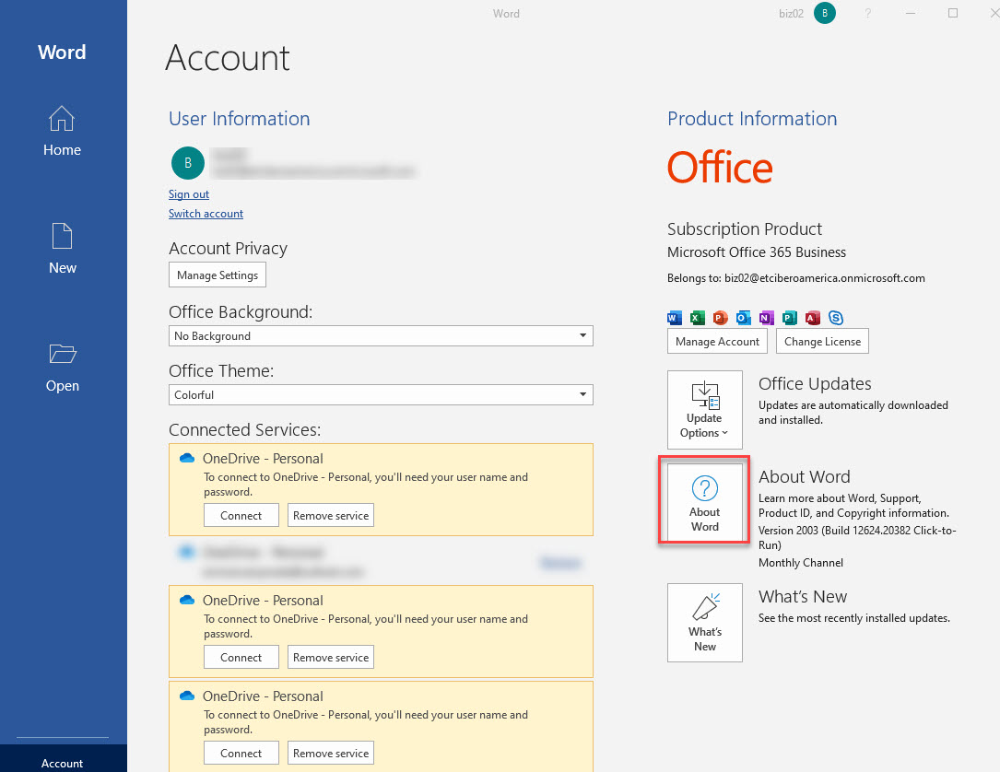 Word
biz02
B
?
Word
Home
New
Open
Account
Account
User Information
B
Sign out
Switch account
Account Privacy
Manage Settings
Office Background:
No Background
Office Theme:
Colorful
Connected Services:
OneDrive - Personal
To connect to OneDrive - Personal, you'll need your user name and
password.
Connect
Remove service
OneDrive - Personal
To connect to OneDrive - Personal, you'll need your user name and
password.
Connect
Remove service
OneDrive - Personal
To connect to OneDrive - Personal, you'll need your user name and
password.
Connect
Remove service
Product Information
Office
Subscription Product
Microsoft Office 365 Business
Belongs to: biz02@etciberoamerica.onmicrosoft.com
W X P O N P A S
Manage Account
Change License
Update
Options
Office Updates
Updates are automatically downloaded
and installed.
?
About
Word
About Word
Learn more about Word, Support,
Product ID, and Copyright information.
Version 2003 (Build 12624.20382 Click-to-
Run)
Monthly Channel
What's
New
What's New
See the most recently installed updates.